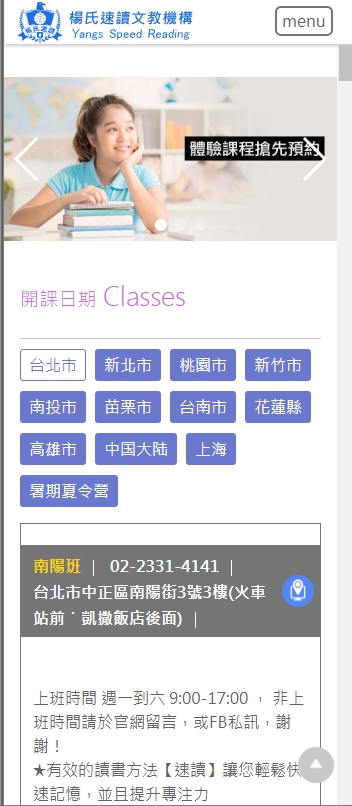 楊氏速讀
楊氏速讀文教機構
Yangs Speed Reading
menu
體驗課程搶先預約
開課日期 Classes
台北市 新北市 桃園市 新竹市
南投市 苗栗市 台南市 花蓮縣
高雄市 中国大陆 上海
暑期夏令營
南陽班 | 02-2331-4141 |
台北市中正區南陽街3號3樓(火車
站前˙凱撒飯店後面) |
上班時間 週一到六 9:00-17:00 ， 非上
班時間請於官網留言，或FB私訊，謝
謝！
★有效的讀書方法【速讀】讓您輕鬆快
速記憶，並且提升專注力